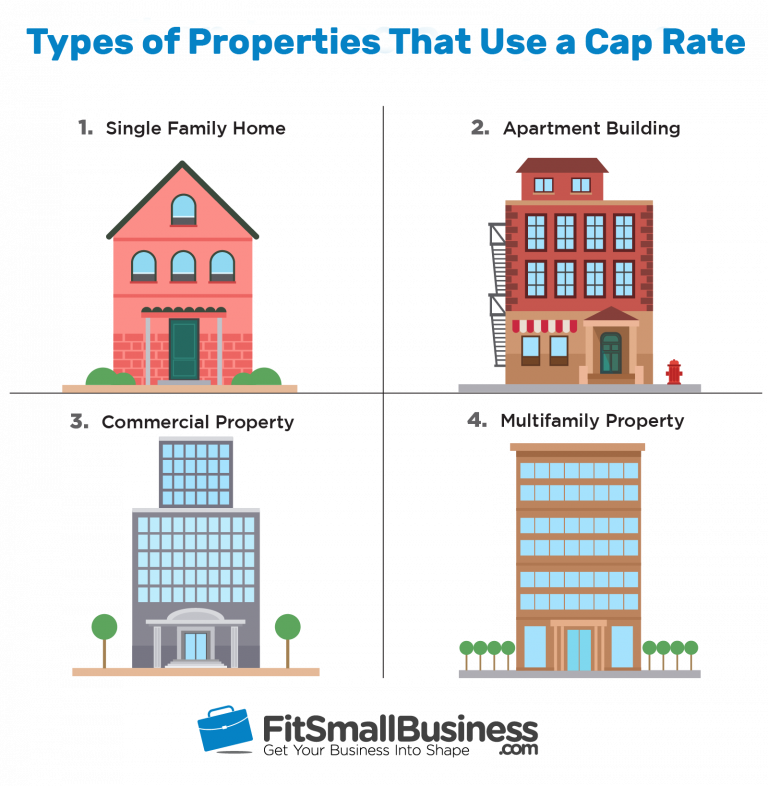 Types of Properties That Use a Cap Rate
1. Single Family Home
2. Apartment Building
3. Commercial Property
4. Multifamily Property
FitSmallBusiness
.com
Get Your Business Into Shape